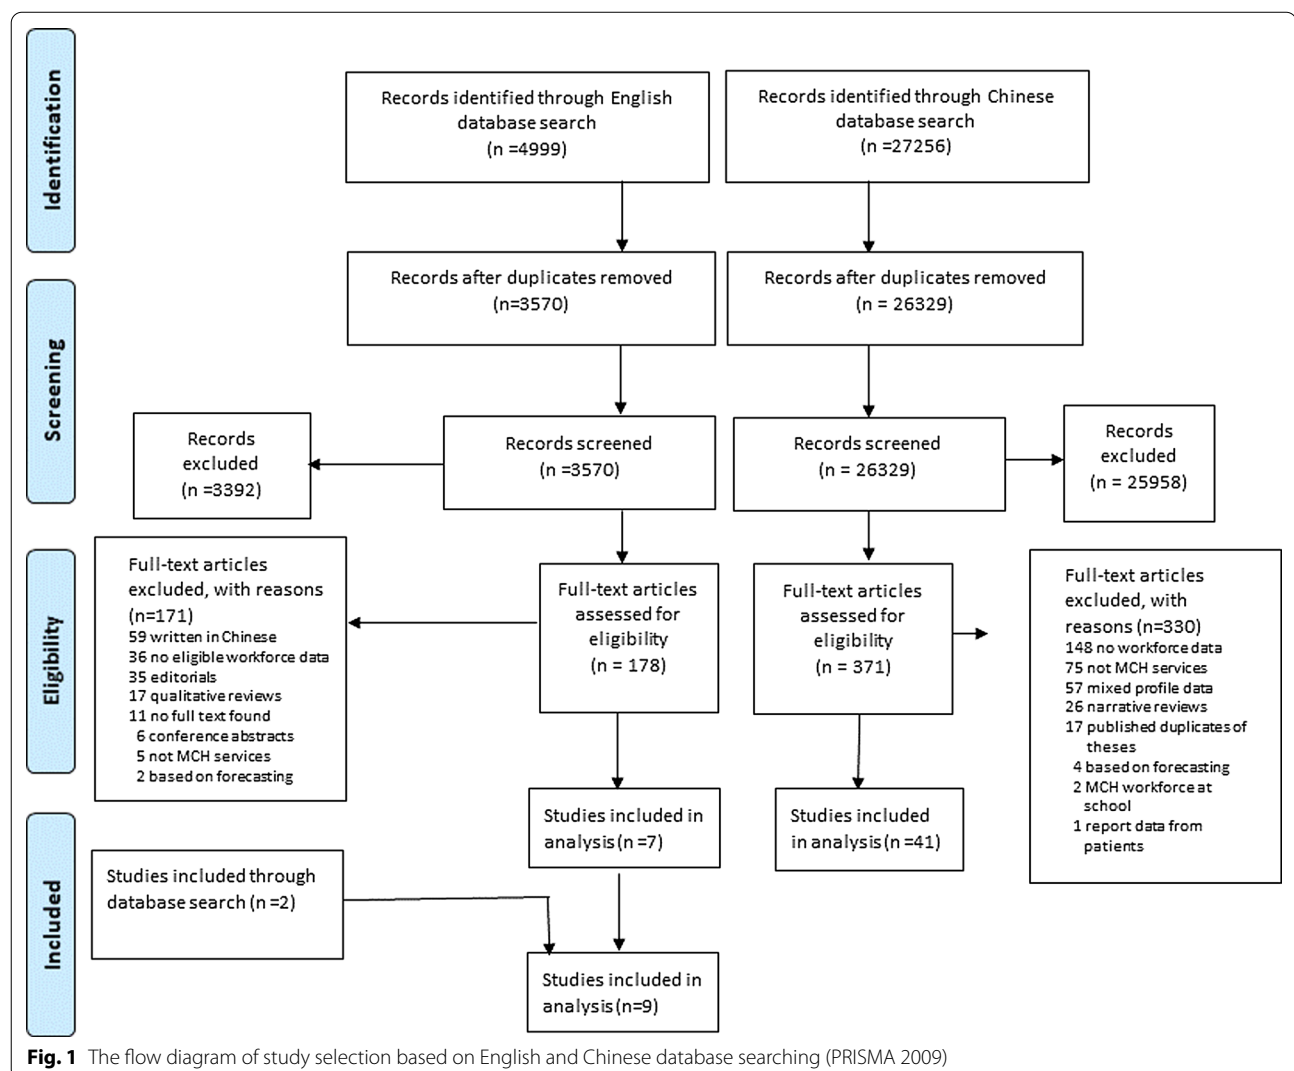 Identification
Records identified through English
database search
(n =4999)
Records identified through Chinese
database search
(n =27256)
Screening
Records after duplicates removed
(n=3570)
Records after duplicates removed
(n = 26329)
Records
excluded
(n =3392)
Records screened
(n =3570)
Records screened
(n = 26329)
Records
excluded
(n = 25958)
Eligibility
Full-text articles
excluded, with reasons
(n=171)
59 written in Chinese
36 no eligible workforce data
35 editorials
17 qualitative reviews
11 no full text found
6 conference abstracts
5 not MCH services
2 based on forecasting
Full-text articles
assessed for
eligibility
(n = 178)
Full-text articles
assessed for
eligibility
(n = 371)
Full-text articles
excluded, with
reasons (n=330)
148 no workforce data
75 not MCH services
57 mixed profile data
26 narrative reviews
17 published duplicates of
theses
4 based on forecasting
2 MCH workforce at
school
1 report data from
patients
Included
Studies included in
analysis(n =7)
Studies included
in analysis(n =41)
Studies included through
database search (n =2)
Studies included in
analysis(n=9)
Fig. 1 The flow diagram of study selection based on English and Chinese database searching (PRISMA 2009)